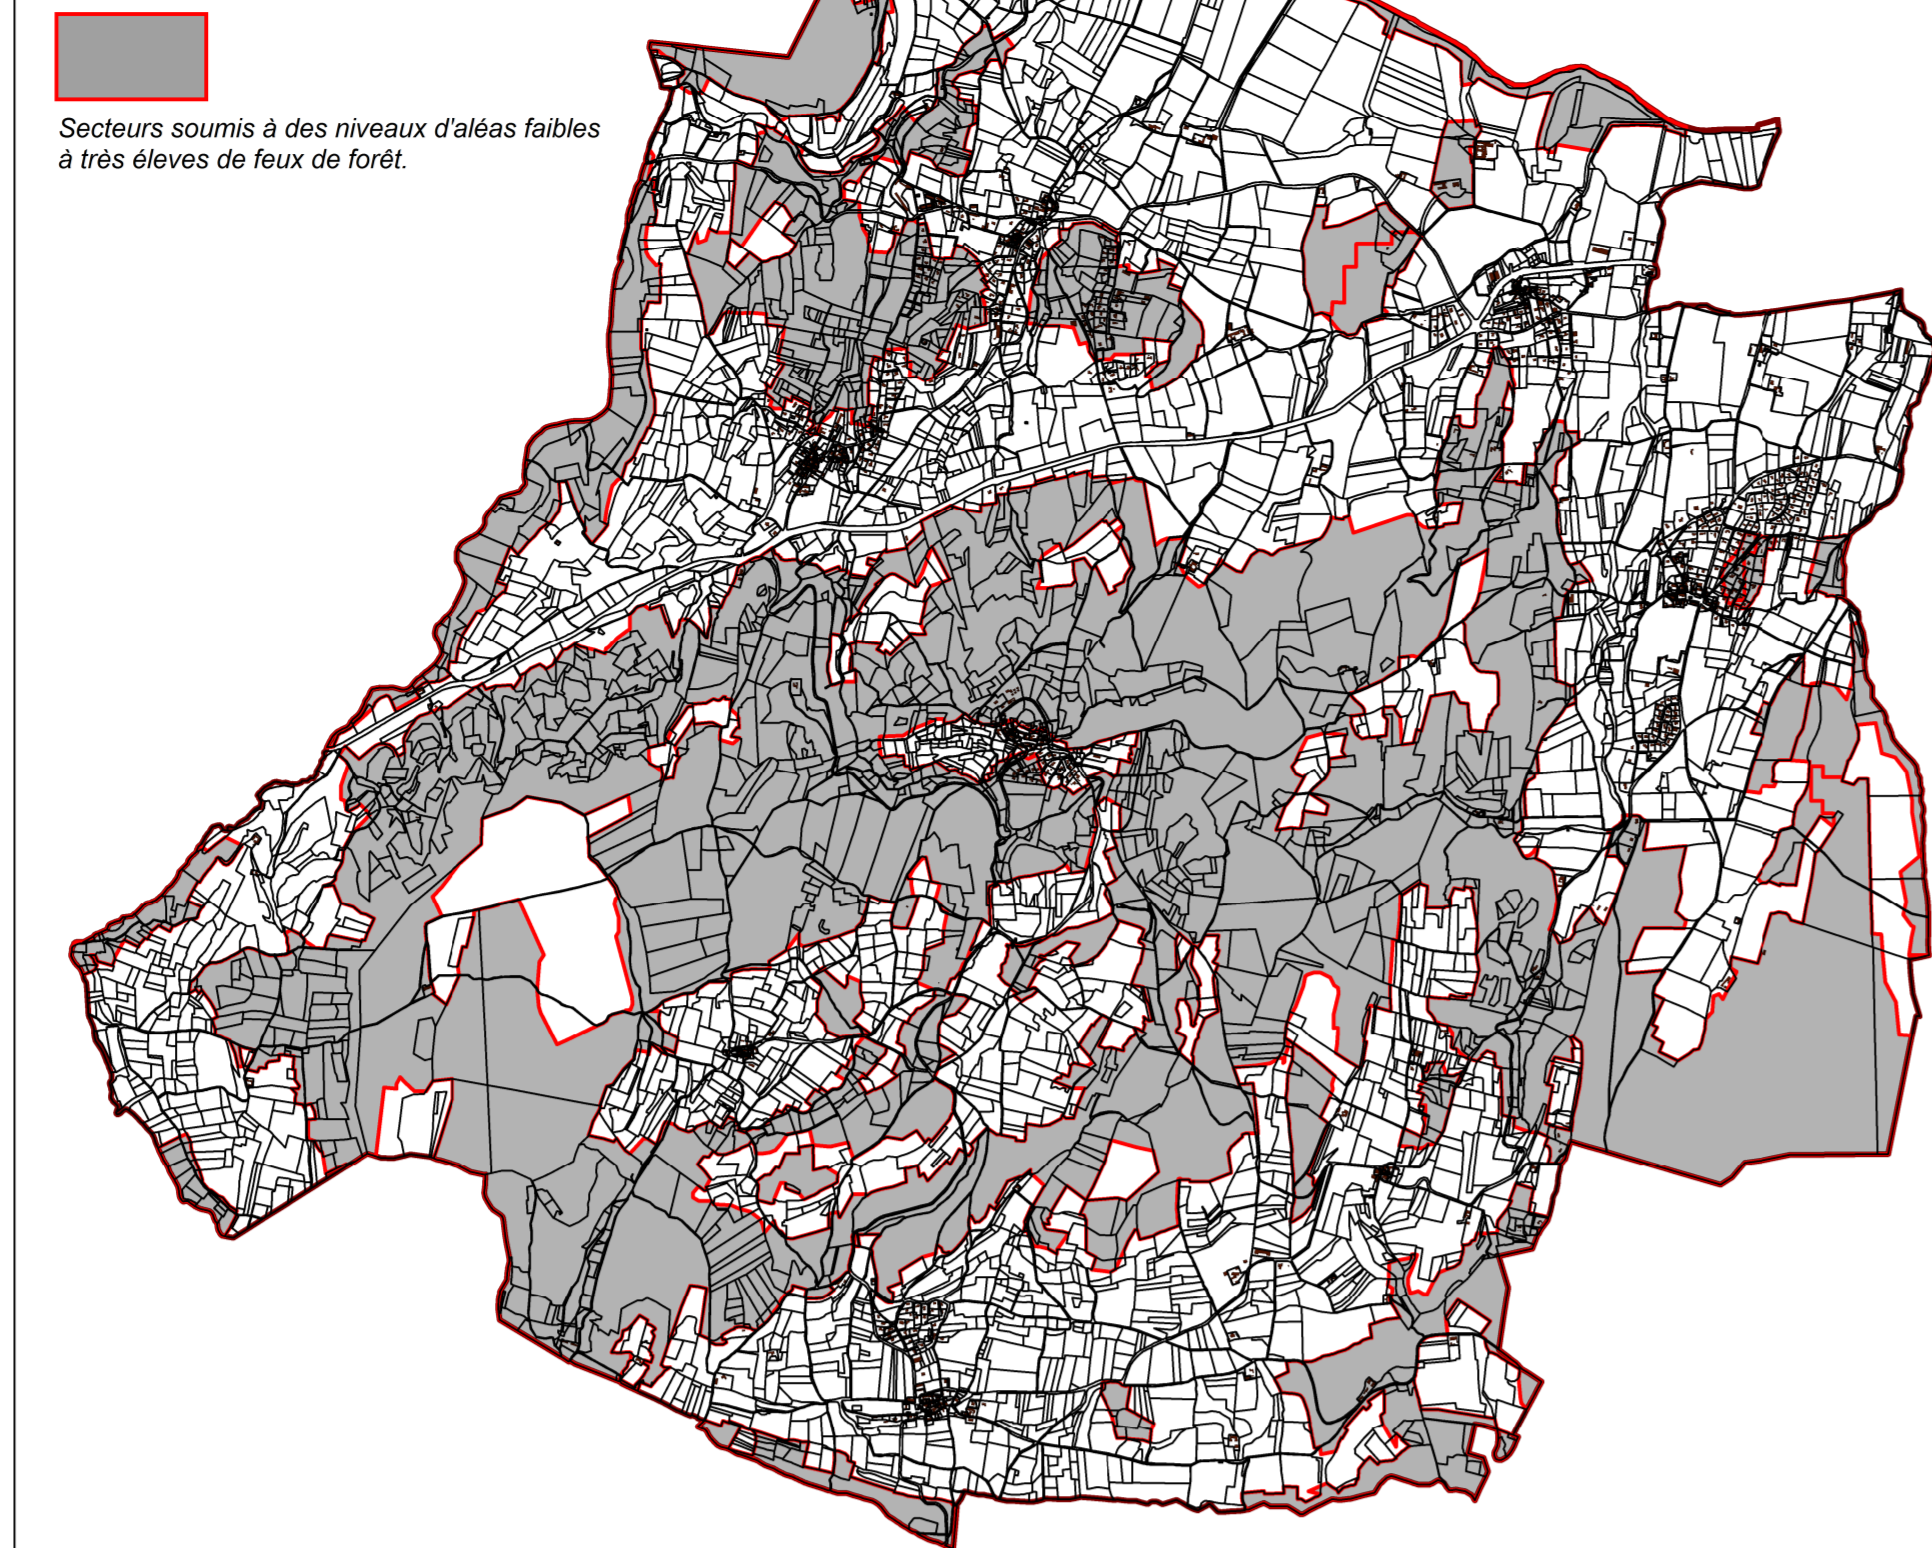 Secteurs soumis à des niveaux d'aléas faibles
à très éleves de feux de forêt.